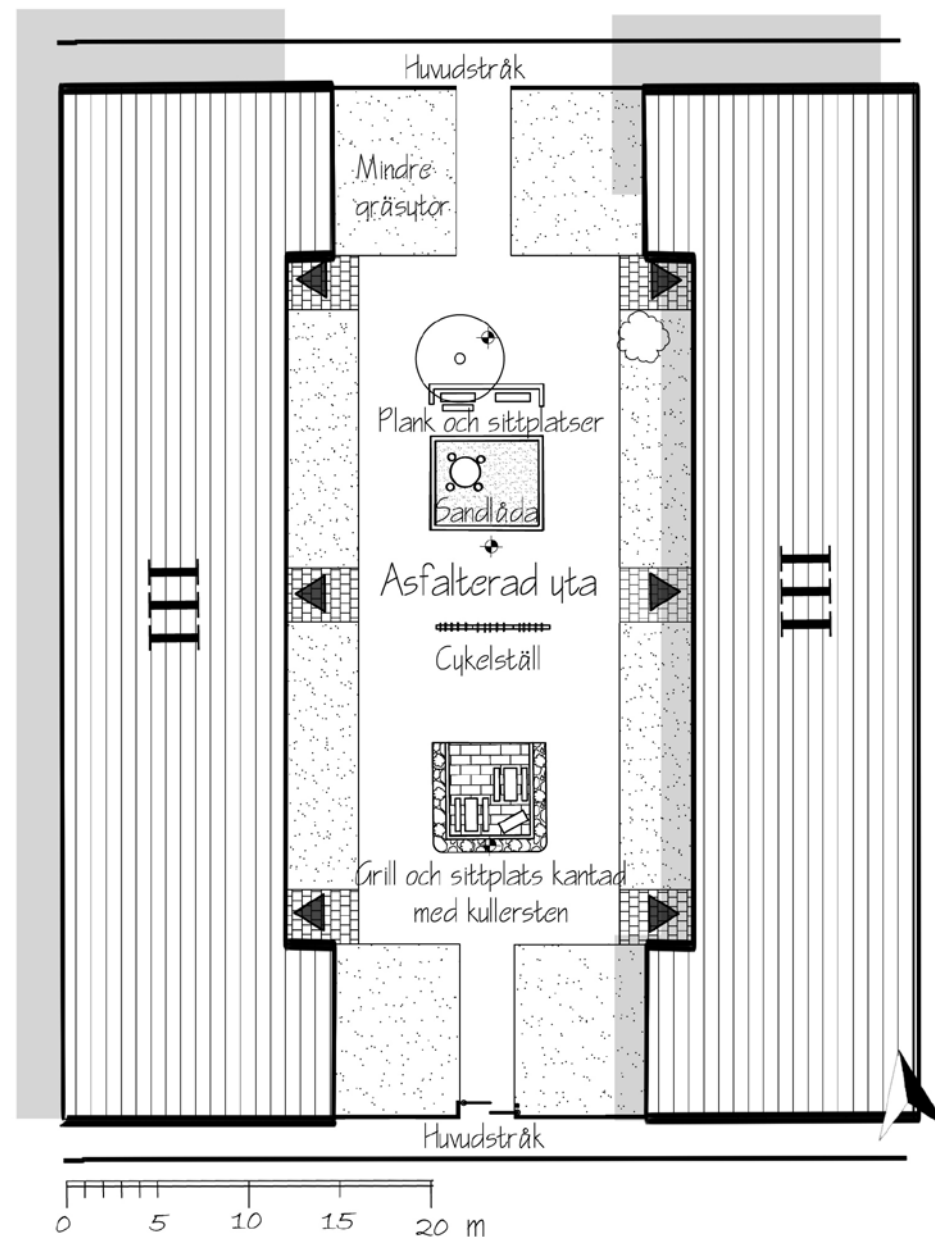 Huvudstråk
Mindre
gräsytor
Plank och sittplatser
Sandlåda
Asfalterad yta
Cykelställ
Grill och sittplats kantad
med kullersten
Huvudstråk
0 5 10 15 20 m